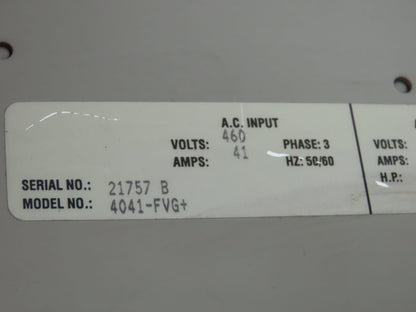 A.C. INPUT
VOLTS: 460 PHASE: 3
AMPS: 41 HZ: 50/60
SERIAL NO.: 21757 B
MODEL NO.: 4041-FVG+
A
VOLTS:
AMPS:
H.P.: